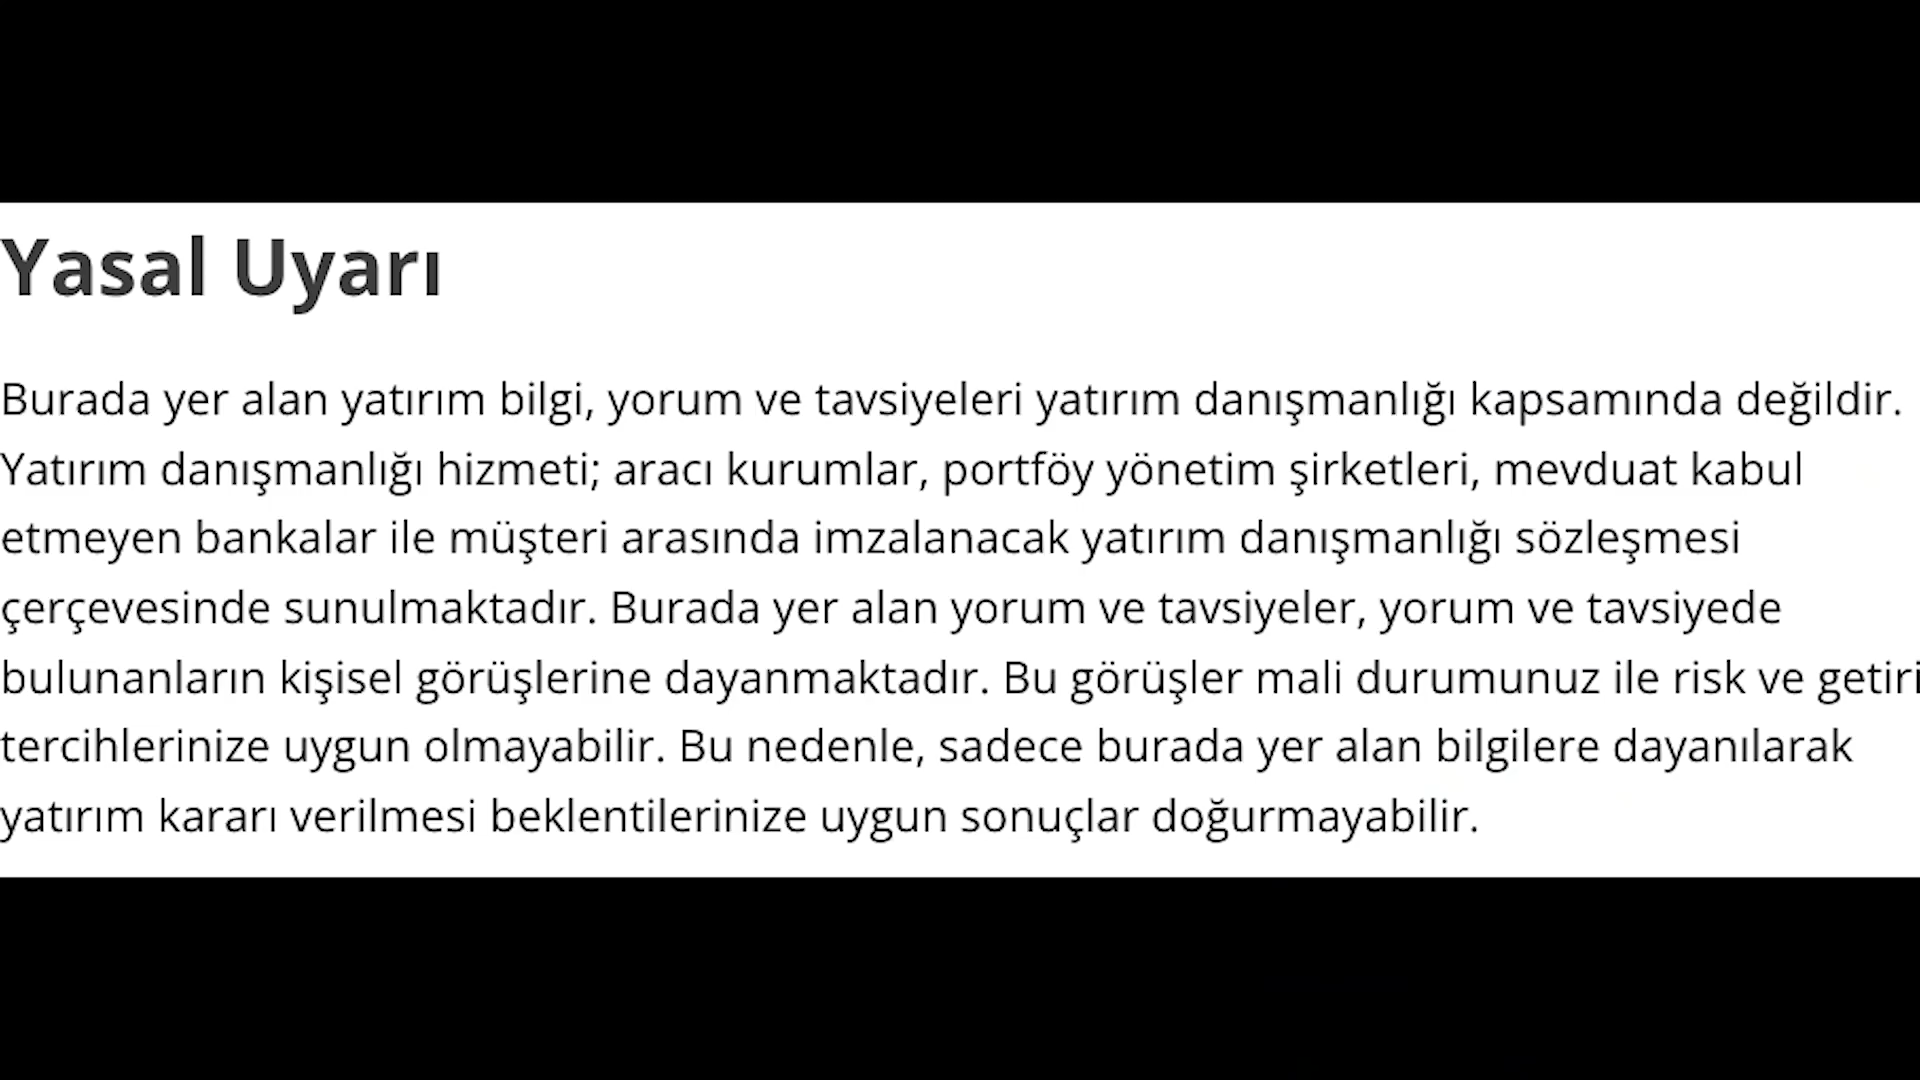 Yasal Uyarı
Burada yer alan yatırım bilgi, yorum ve tavsiyeleri yatırım danışmanlığı kapsamında değildir.
Yatırım danışmanlığı hizmeti; aracı kurumlar, portföy yönetim şirketleri, mevduat kabul
etmeyen bankalar ile müşteri arasında imzalanacak yatırım danışmanlığı sözleşmesi
çerçevesinde sunulmaktadır. Burada yer alan yorum ve tavsiyeler, yorum ve tavsiyede
bulunanların kişisel görüşlerine dayanmaktadır. Bu görüşler mali durumunuz ile risk ve getiri
tercihlerinize uygun olmayabilir. Bu nedenle, sadece burada yer alan bilgilere dayanılarak
yatırım kararı verilmesi beklentilerinize uygun sonuçlar doğurmayabilir.